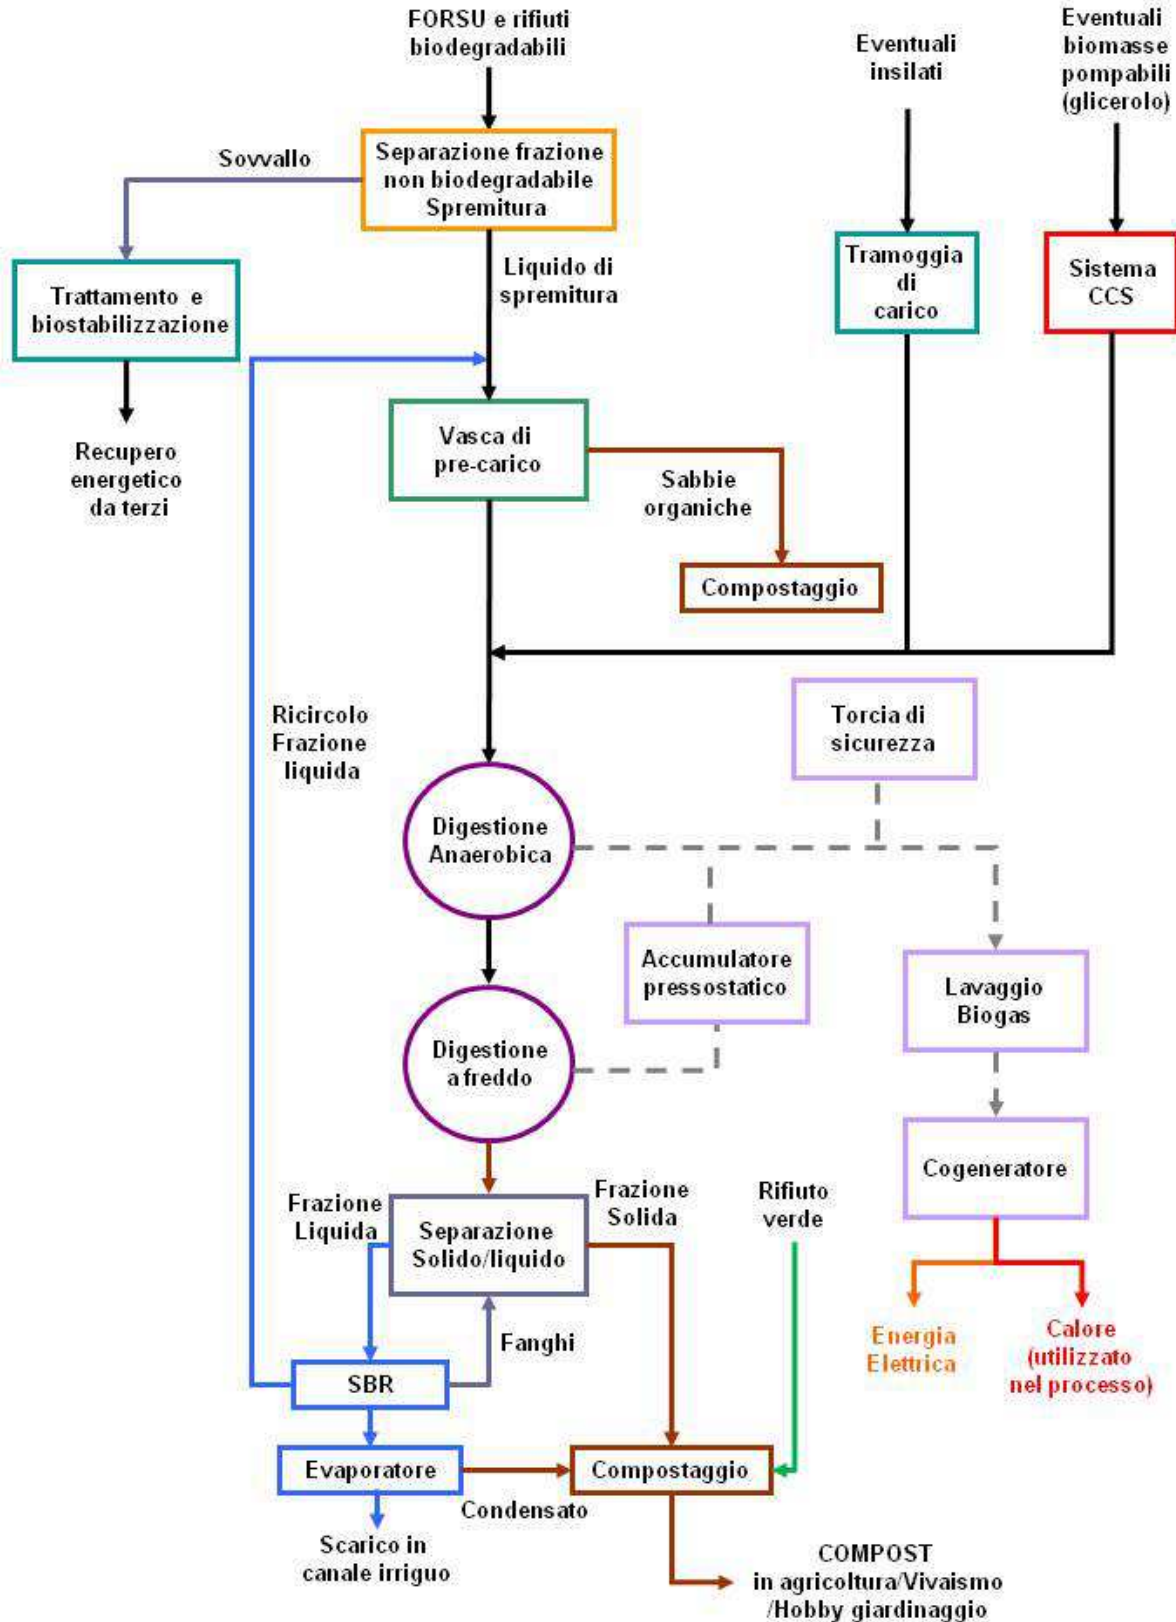 FORSU e rifiuti
biodegradabili
Eventuali
insilati
Eventuali
biomasse
pompabili
(glicerolo)
Sovvallo
Separazione frazione
non biodegradabile
Spremitura
Trattamento e
biostabilizzazione
Liquido di
spremitura
Tramoggia
di
carico
Sistema
CCS
Recupero
energetico
da terzi
Vasca di
pre-carico
Sabbie
organiche
Compostaggio
Ricircolo
Frazione
liquida
Torcia di
sicurezza
Digestione
Anaerobica
Accumulatore
pressostatico
Lavaggio
Biogas
Digestione
a freddo
Cogeneratore
Frazione
Liquida
Separazione
Solido/liquido
Frazione
Solida
Rifiuto
verde
Fanghi
Energia
Elettrica
Calore
(utilizzato
nel processo)
SBR
Evaporatore
Condensato
Compostaggio
Scarico in
canale irriguo
COMPOST
in agricoltura/Vivaismo
/Hobby giardinaggio